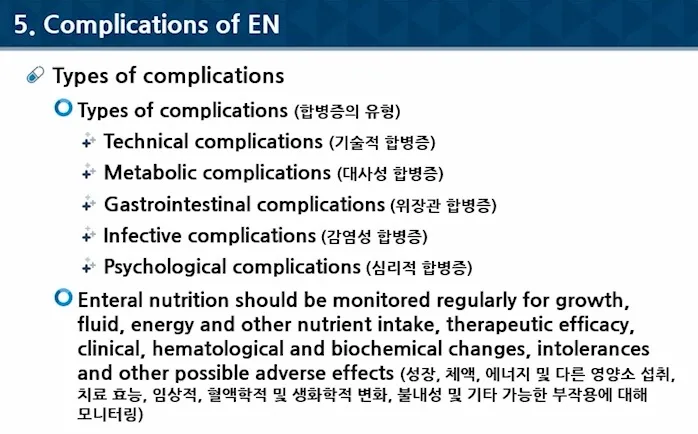 5. Complications of EN
Types of complications
Types of complications (합병증의 유형)
Technical complications (기술적 합병증)
Metabolic complications (대사성 합병증)
Gastrointestinal complications (위장관 합병증)
Infective complications (감염성 합병증)
Psychological complications (심리적 합병증)
Enteral nutrition should be monitored regularly for growth,
fluid, energy and other nutrient intake, therapeutic efficacy,
clinical, hematological and biochemical changes, intolerances
and other possible adverse effects (성장, 체액, 에너지 및 다른 영양소 섭취,
치료 효능, 임상적, 혈액학적 및 생화학적 변화, 불내성 및 기타 가능한 부작용에 대해
모니터링)